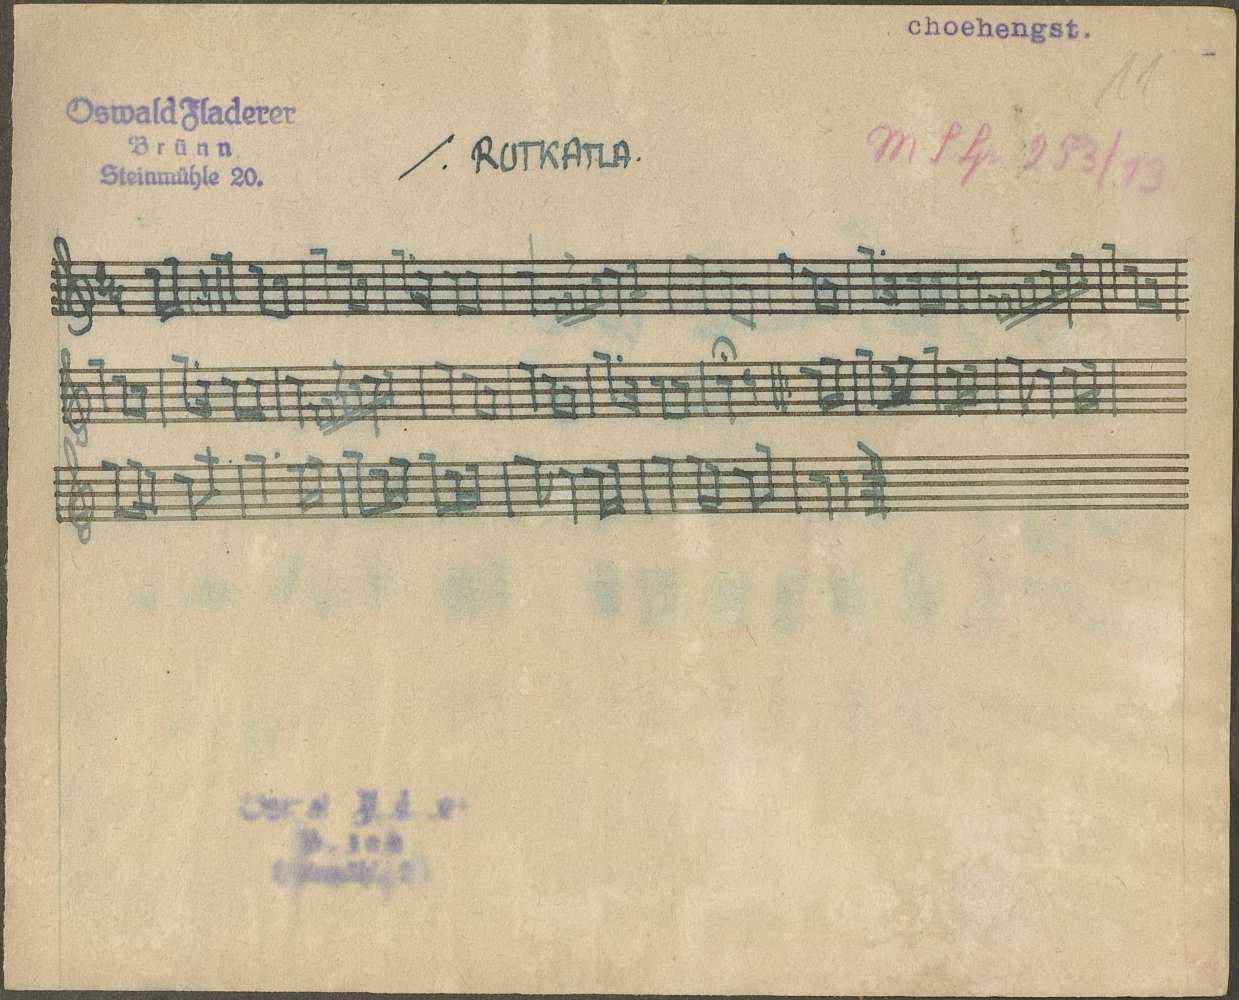 choehengst.
11
Oswald Fladerer
Brünn
Steinmühle 20.
1. RUTKATLA.
253/13